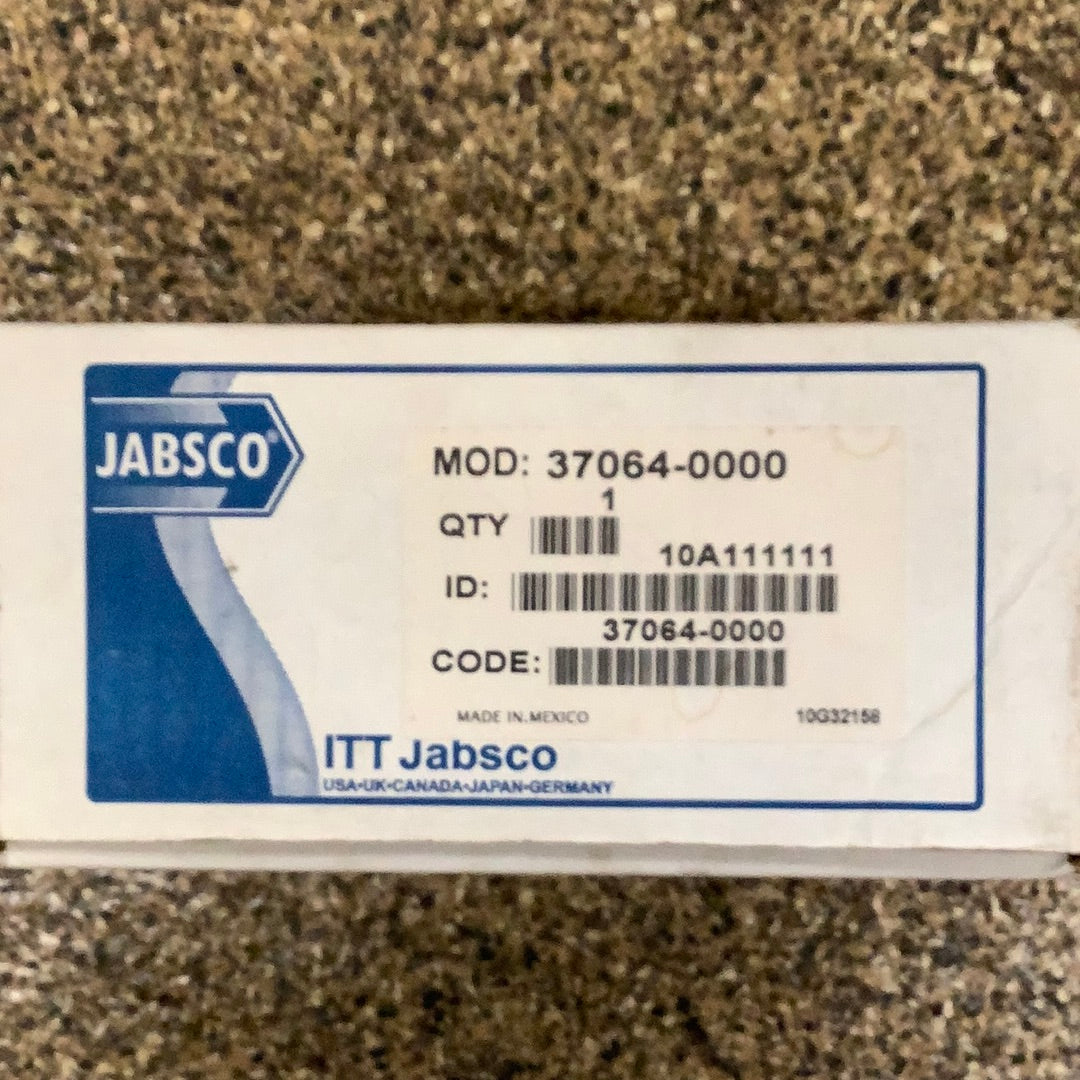 JABSCO®
MOD: 37064-0000
1
QTY
10A111111
ID:
37064-0000
CODE:
MADE IN.MEXICO 10G32158
ITT Jabsco
USA•UK•CANADA•JAPAN•GERMANY